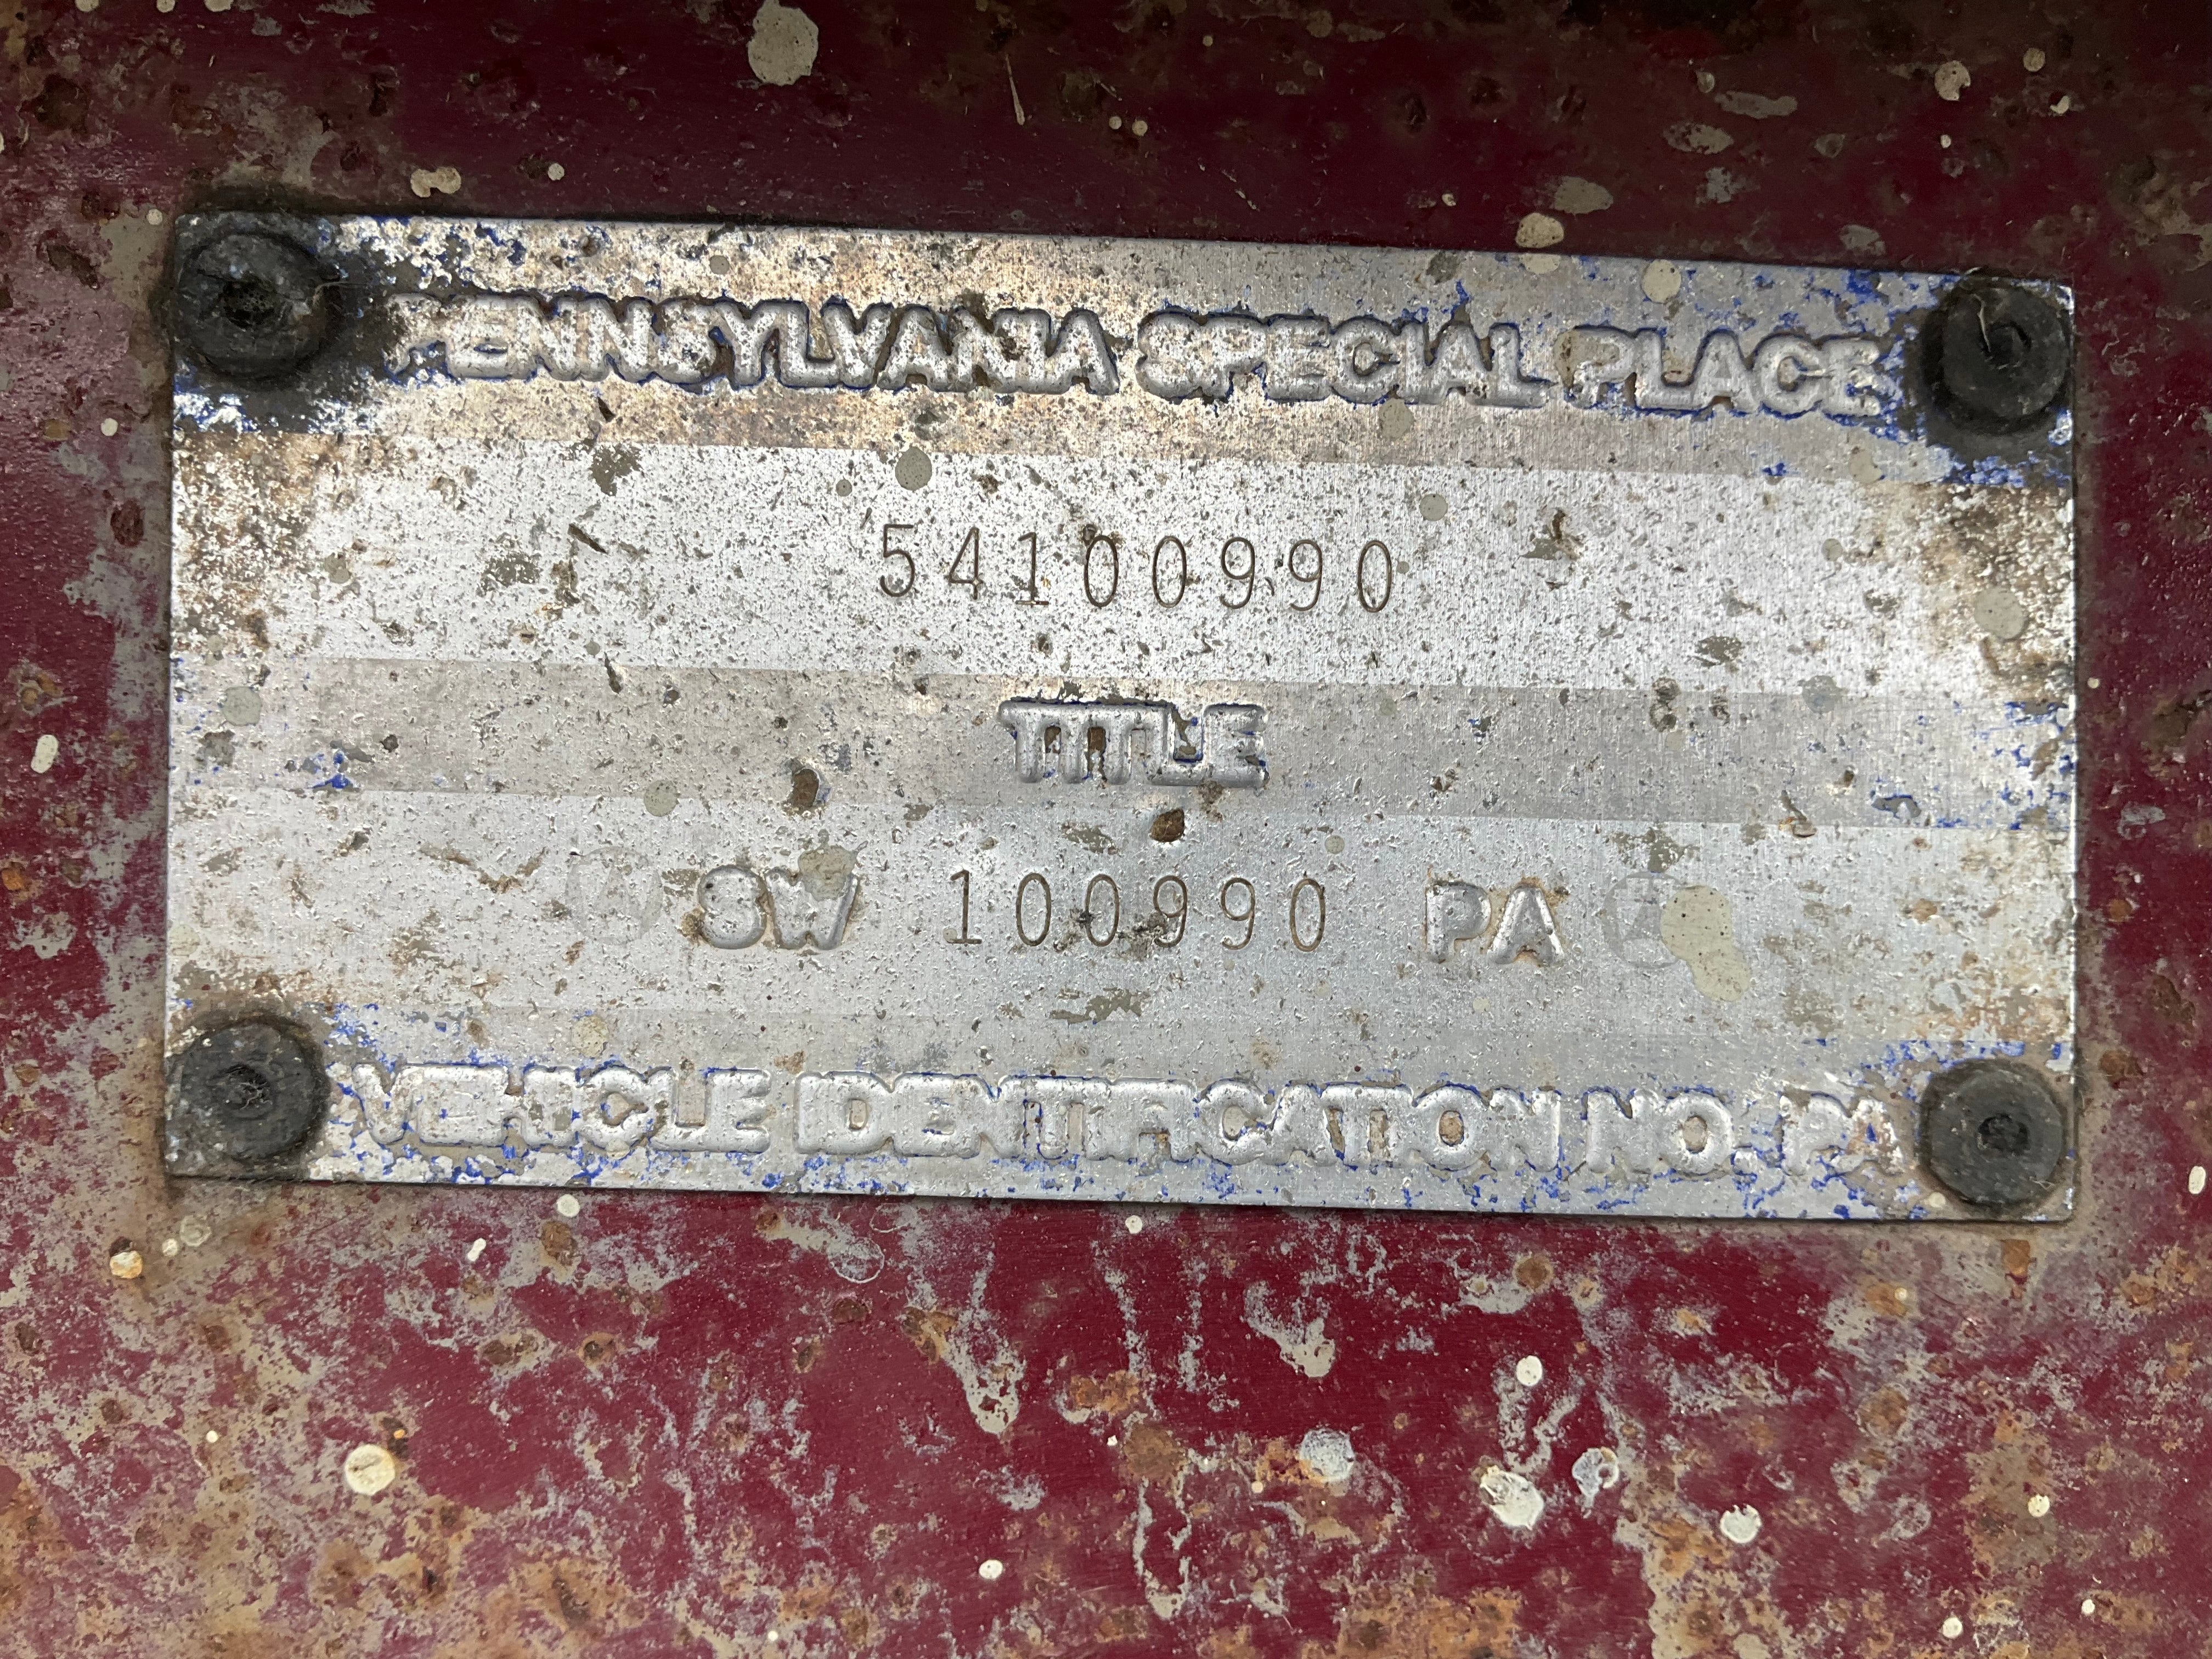 PENNSYLVANIA SPECIAL PLACE
54100990
TITLE
SW 100990 PA
VEHICLE IDENTIFICATION NO. PA